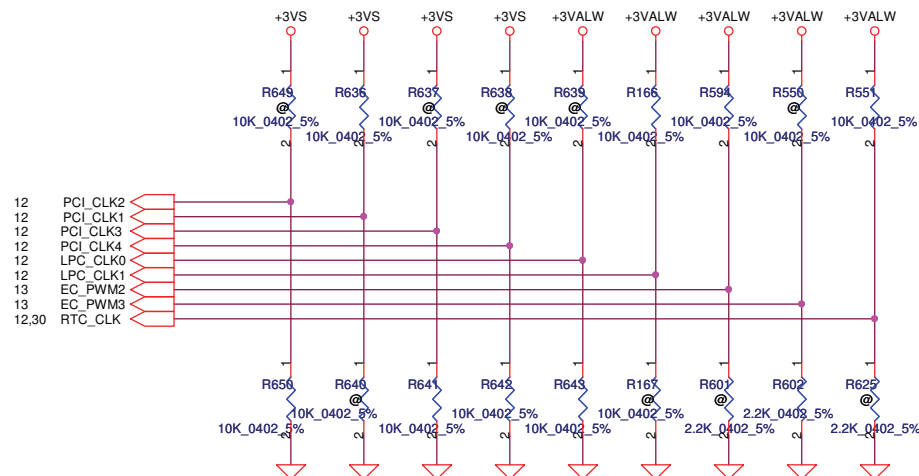 +3VS +3VS +3VS +3VS +3VALW +3VALW +3VALW +3VALW +3VALW
1 1 1 1 1 1 1 1 1
R649 R636 R637 R638 R639 R166 R594 R550 R551
@ @ @ @ @
10K_0402_5% 10K_0402_5% 10K_0402_5% 10K_0402_5% 10K_0402_5% 10K_0402_5% 10K_0402_5% 10K_0402_5% 10K_0402_5%
2 2 2 2 2 2 2 2 2
12 PCI_CLK2
12 PCI_CLK1
12 PCI_CLK3
12 PCI_CLK4
12 LPC_CLK0
12 LPC_CLK1
13 EC_PWM2
13 EC_PWM3
12,30 RTC_CLK
1 1 1 1 1 1 1 1 1
R650 R640 R641 R642 R643 R167 R601 R602 R625
@ @ @ @
10K_0402_5% 10K_0402_5% 10K_0402_5% 10K_0402_5% 10K_0402_5% 10K_0402_5% 2.2K_0402_5% 2.2K_0402_5% 2.2K_0402_5%
2 2 2 2 2 2 2 2 2